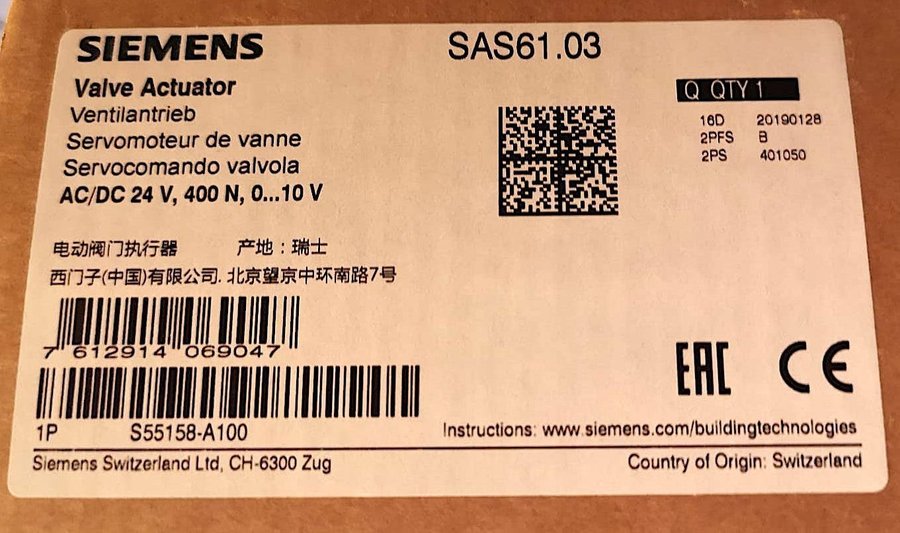 SIEMENS
SAS61.03
Valve Actuator
Ventilantrieb
Servomoteur de vanne
Servocomando valvola
AC/DC 24 V, 400 N, 0...10 V
Q QTY 1
16D 20190128
2PFS B
2PS 401050
电动阀门执行器 产地：瑞士
西门子(中国)有限公司. 北京望京中环南路7号
7 612914 069047
EAC CE
1P S55158-A100
Instructions: www.siemens.com/buildingtechnologies
Siemens Switzerland Ltd, CH-6300 Zug
Country of Origin: Switzerland